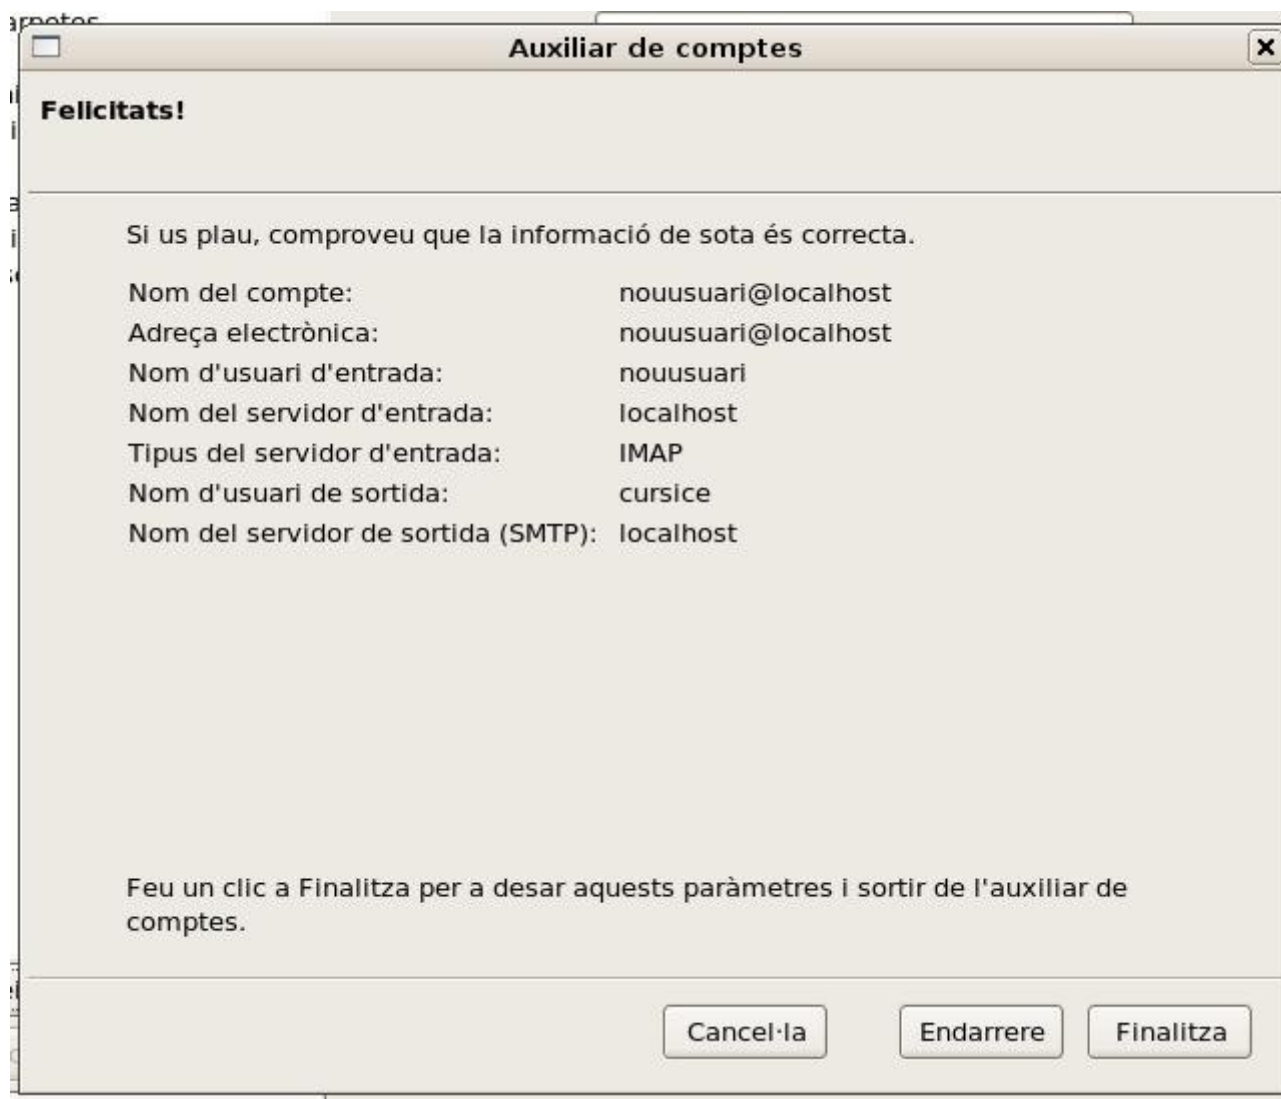 Auxiliar de comptes
Felicitats!
Si us plau, comproveu que la informació de sota és correcta.
Nom del compte: nouusuari@localhost
Adreça electrònica: nouusuari@localhost
Nom d'usuari d'entrada: nouusuari
Nom del servidor d'entrada: localhost
Tipus del servidor d'entrada: IMAP
Nom d'usuari de sortida: cursice
Nom del servidor de sortida (SMTP): localhost
Feu un clic a Finalitza per a desar aquests paràmetres i sortir de l'auxiliar de
comptes.
Cancel·la Endarrere Finalitza